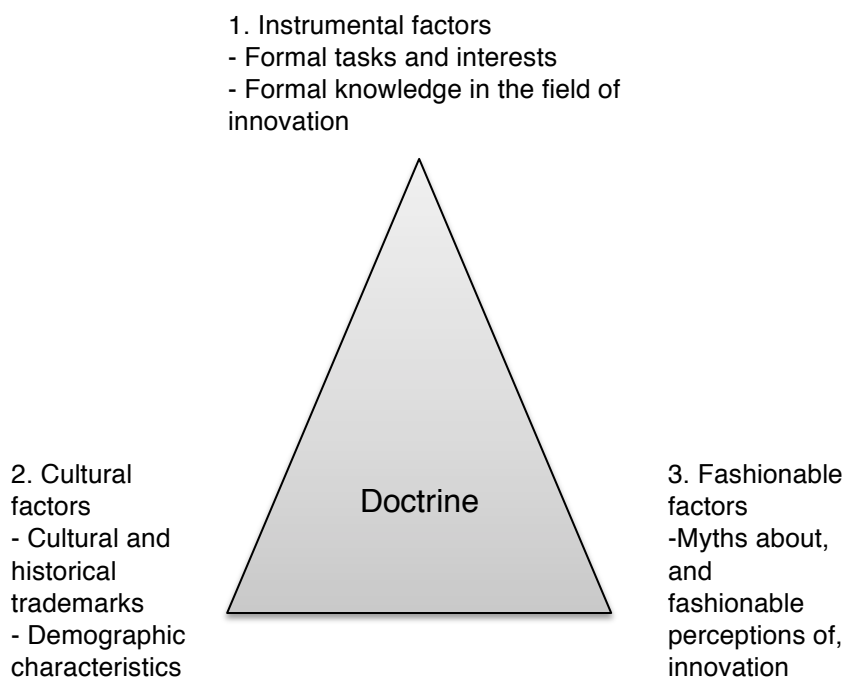 1. Instrumental factors
- Formal tasks and interests
- Formal knowledge in the field of
innovation
Doctrine
2. Cultural
factors
- Cultural and
historical
trademarks
- Demographic
characteristics
3. Fashionable
factors
-Myths about,
and
fashionable
perceptions of,
innovation